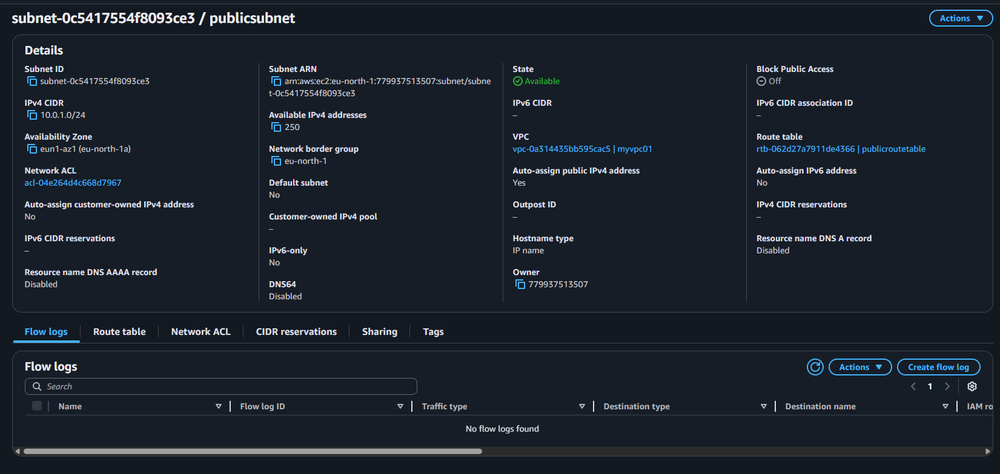 subnet-0c5417554f8093ce3 / publicsubnet
Actions
Details
Subnet ID
subnet-0c5417554f8093ce3
IPv4 CIDR
10.0.1.0/24
Availability Zone
eun1-az1 (eu-north-1a)
Network ACL
acl-04e264d4c668d7967
Auto-assign customer-owned IPv4 address
No
IPv6 CIDR reservations
–
Resource name DNS AAAA record
Disabled
Subnet ARN
arn:aws:ec2:eu-north-1:779937513507:subnet/subne
t-0c5417554f8093ce3
Available IPv4 addresses
250
Network border group
eu-north-1
Default subnet
No
Customer-owned IPv4 pool
–
IPv6-only
No
DNS64
Disabled
State
Available
IPv6 CIDR
–
VPC
vpc-0a314435bb595cac5 | myvpc01
Auto-assign public IPv4 address
Yes
Outpost ID
–
Hostname type
IP name
Owner
779937513507
Block Public Access
Off
IPv6 CIDR association ID
–
Route table
rtb-062d27a7911de4366 | publicroutetable
Auto-assign IPv6 address
No
IPv4 CIDR reservations
–
Resource name DNS A record
Disabled
Flow logs Route table Network ACL CIDR reservations Sharing Tags
Flow logs
Actions Create flow log
Search
1
Name Flow log ID Traffic type Destination type Destination name IAM ro
No flow logs found